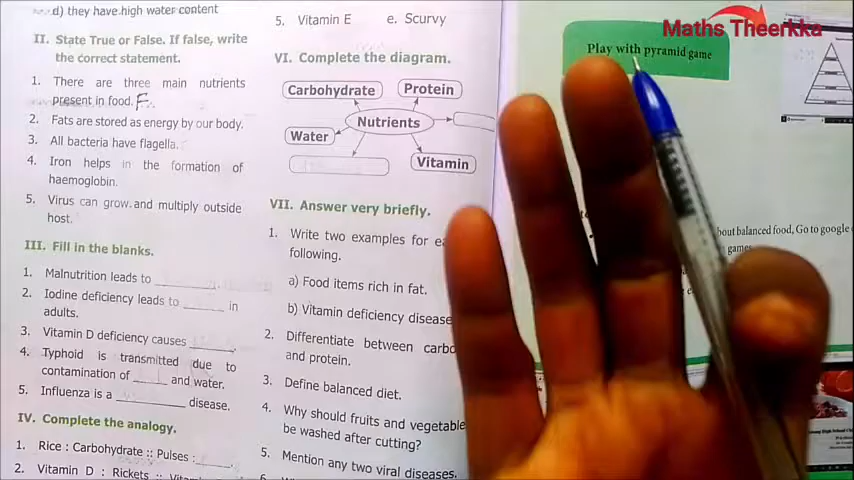 d) they have high water content
II. State True or False. If false, write
the correct statement.
1. There are three main nutrients
present in food. F
2. Fats are stored as energy by our body.
3. All bacteria have flagella.
4. Iron helps in the formation of
haemoglobin.
5. Virus can grow and multiply outside
host.
III. Fill in the blanks.
1. Malnutrition leads to ________.
2. Iodine deficiency leads to ______ in
adults.
3. Vitamin D deficiency causes ______.
4. Typhoid is transmitted due to
contamination of _____ and water.
5. Influenza is a __________ disease.
IV. Complete the analogy.
1. Rice : Carbohydrate :: Pulses : _____.
2. Vitamin D : Rickets ::
5. Vitamin E e. Scurvy
VI. Complete the diagram.
Carbohydrate
Protein
Nutrients
Water
Vitamin
VII. Answer very briefly.
1. Write two examples for
following.
a) Food items rich in fat.
b) Vitamin deficiency disease
2. Differentiate between
and protein.
3. Define balanced diet.
4. Why should fruits and vegetable
be washed after cutting?
5. Mention any two viral diseases.
Maths Theerkka
Play with pyramid game
bout balanced food, Go to google
games